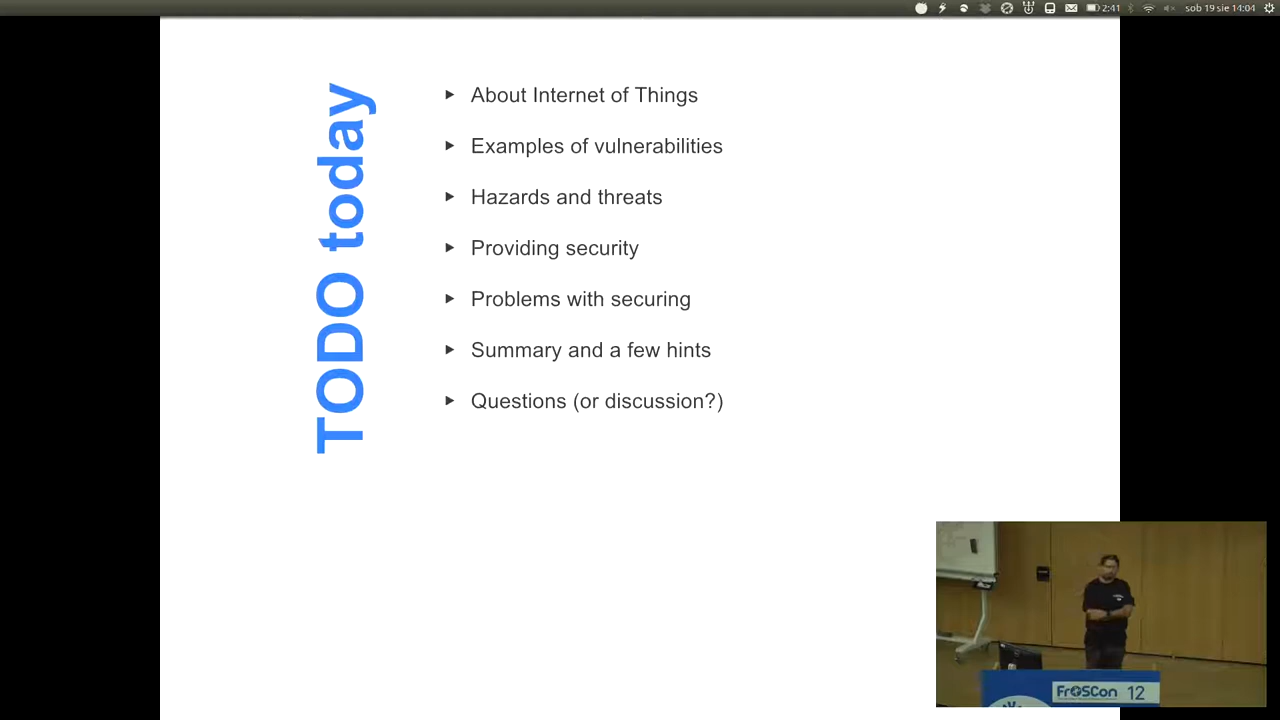 2:41 sob 19 sie 14:04
TODO today
About Internet of Things
Examples of vulnerabilities
Hazards and threats
Providing security
Problems with securing
Summary and a few hints
Questions (or discussion?)
FrOSCon 12